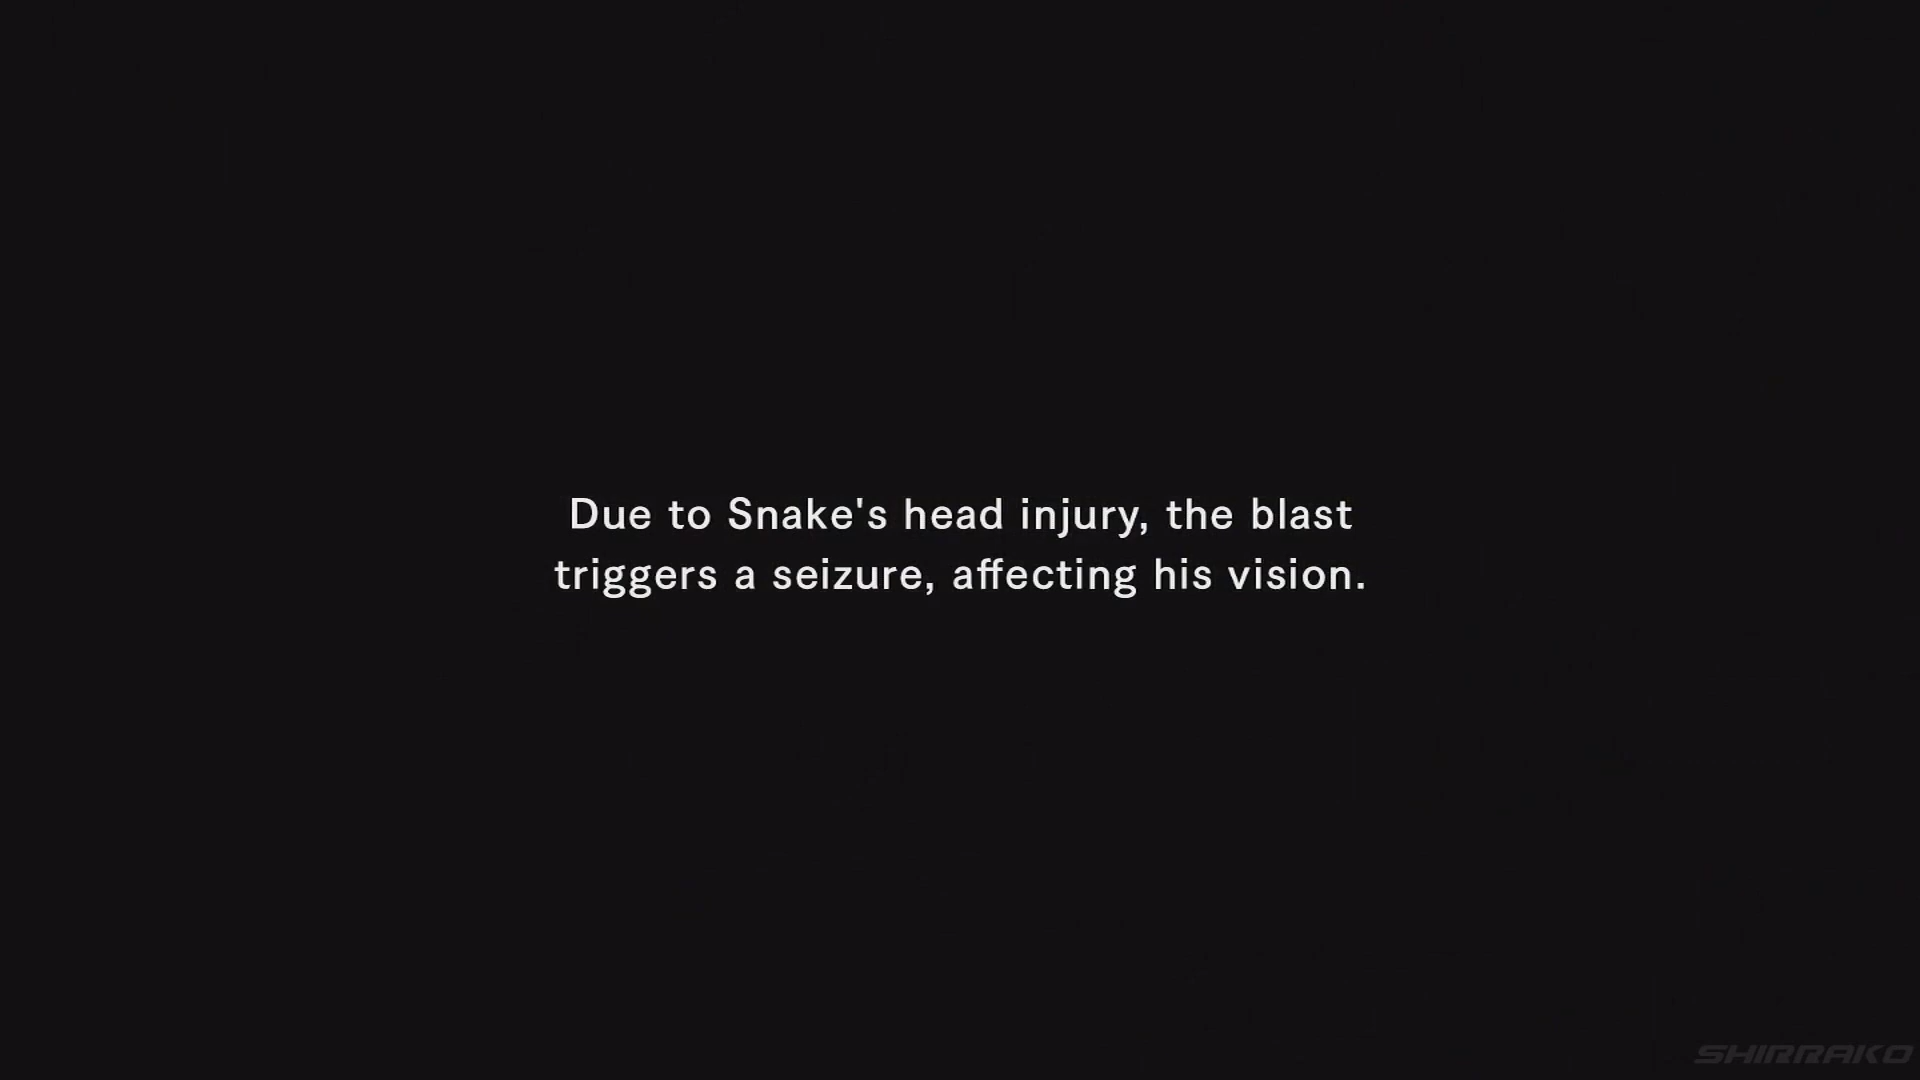 Due to Snake's head injury, the blast
triggers a seizure, affecting his vision.
SHIRRAKO